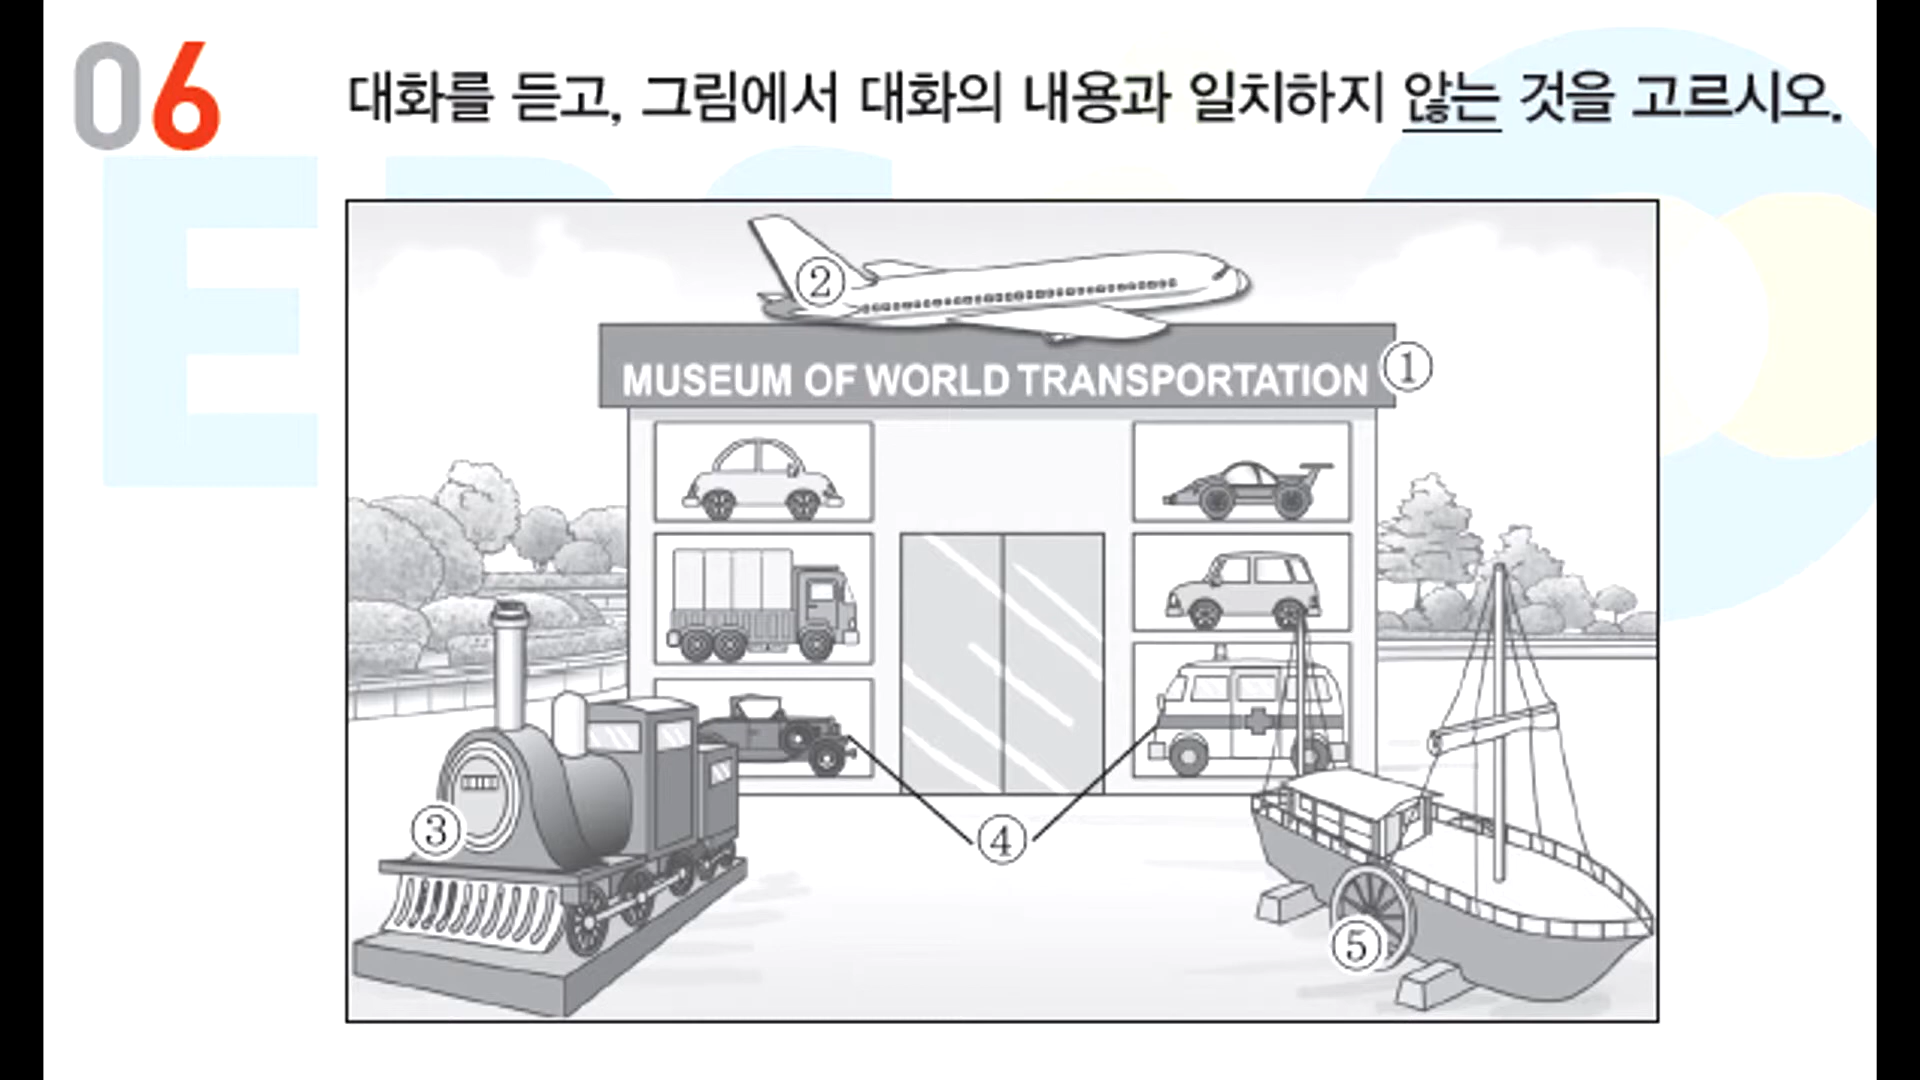 06 대화를 듣고, 그림에서 대화의 내용과 일치하지 않는 것을 고르시오.
②
MUSEUM OF WORLD TRANSPORTATION ①
③
④
⑤